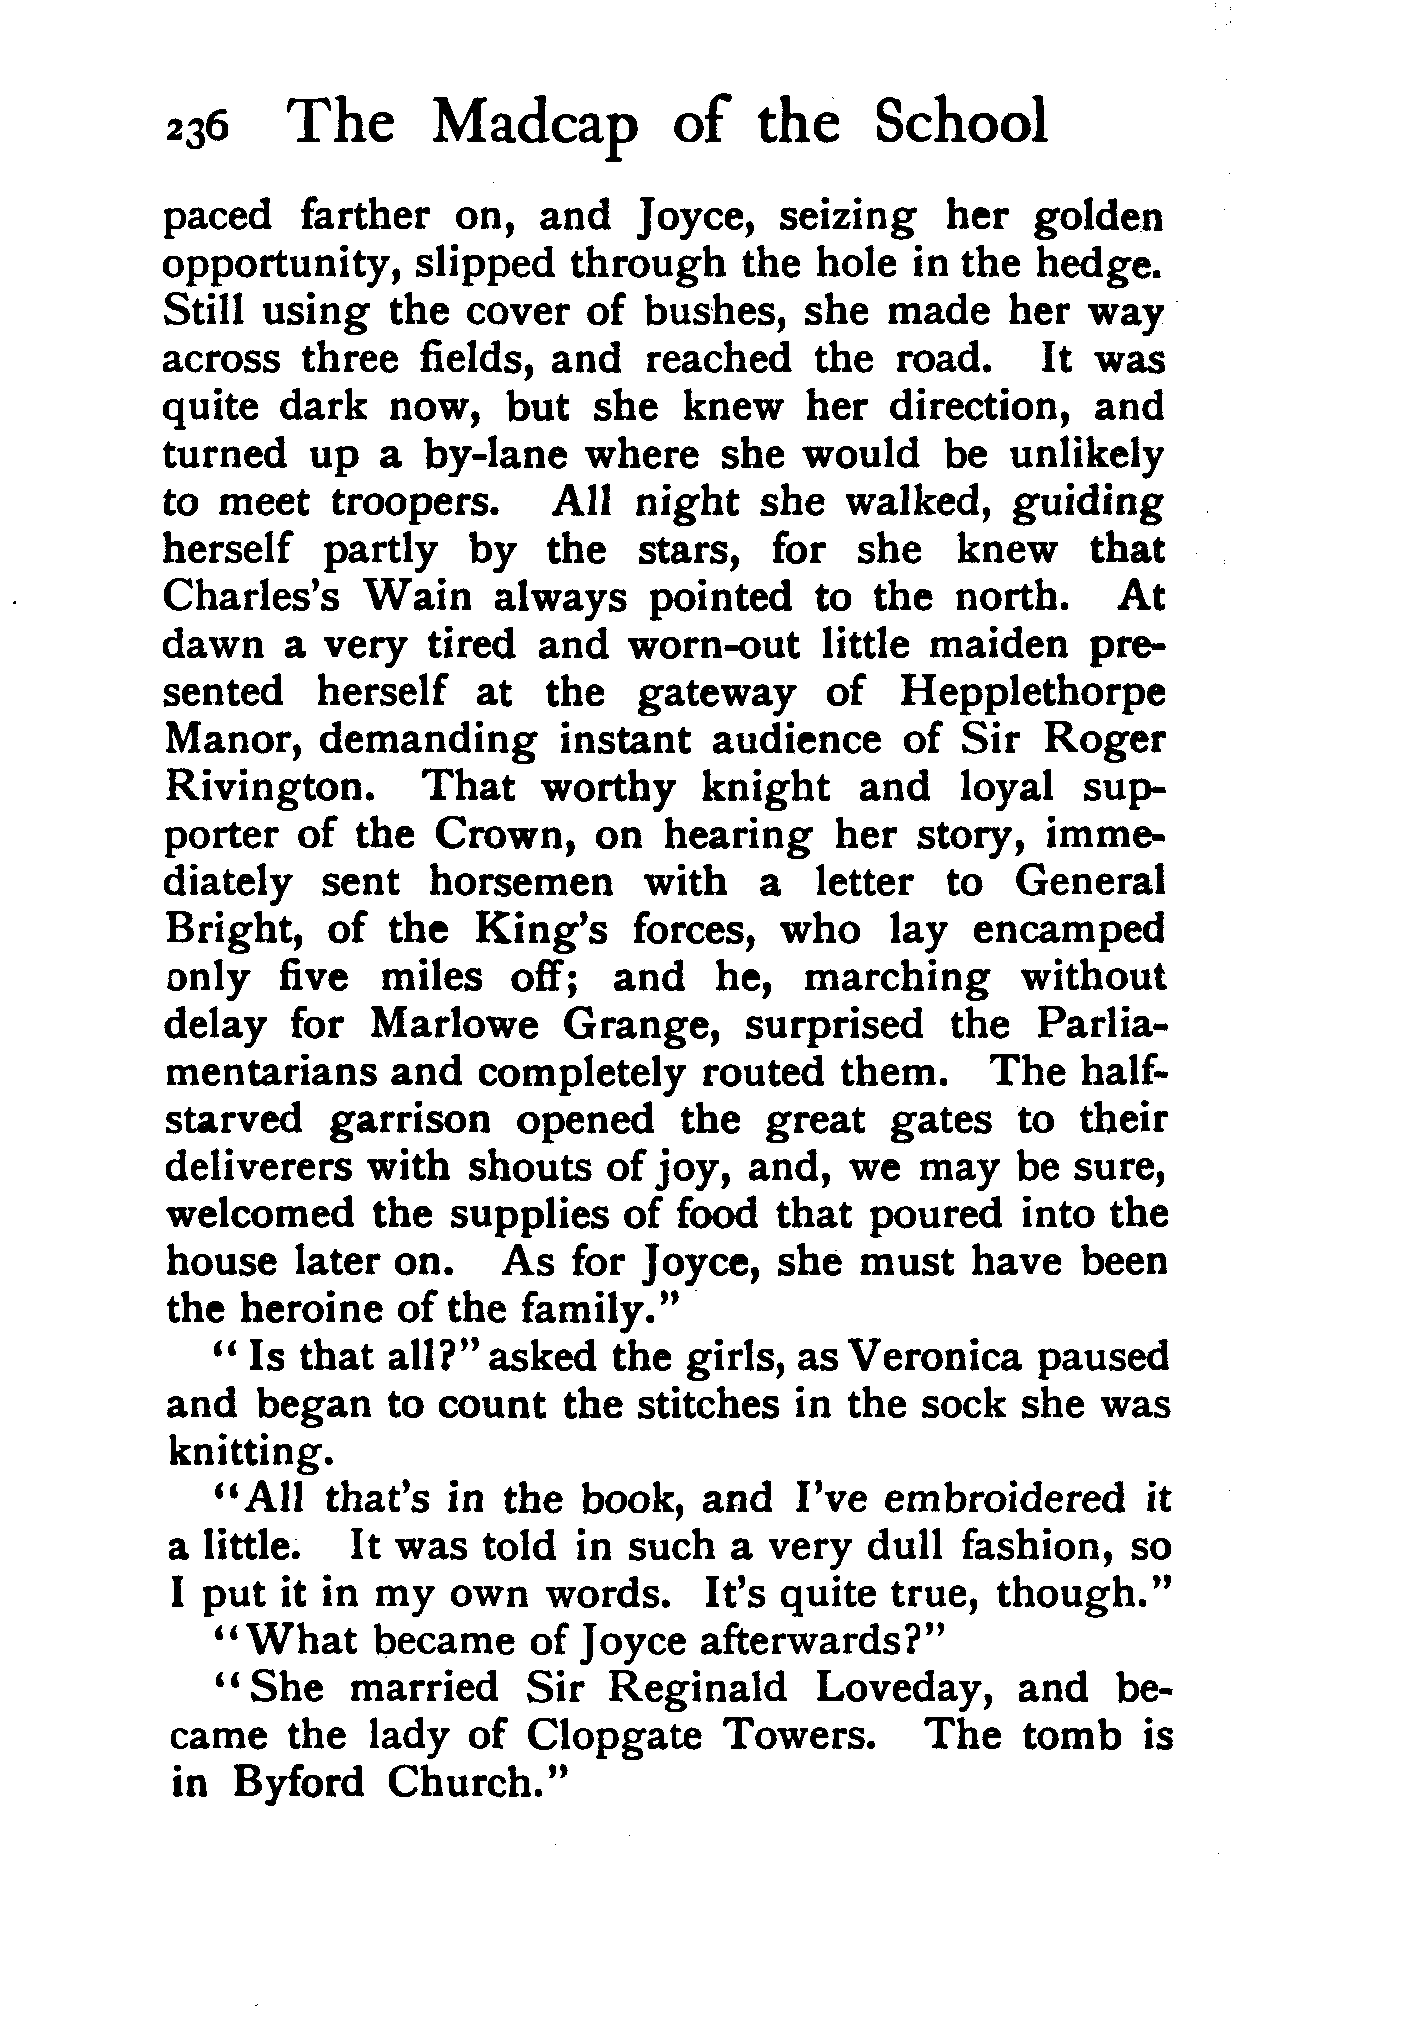 236 The Madcap of the School
paced farther on, and Joyce, seizing her golden
opportunity, slipped through the hole in the hedge.
Still using the cover of bushes, she made her way
across three fields, and reached the road. It was
quite dark now, but she knew her direction, and
turned up a by-lane where she would be unlikely
to meet troopers. All night she walked, guiding
herself partly by the stars, for she knew that
Charles's Wain always pointed to the north. At
dawn a very tired and worn-out little maiden pre-
sented herself at the gateway of Hepplethorpe
Manor, demanding instant audience of Sir Roger
Rivington. That worthy knight and loyal sup-
porter of the Crown, on hearing her story, imme-
diately sent horsemen with a letter to General
Bright, of the King's forces, who lay encamped
only five miles off; and he, marching without
delay for Marlowe Grange, surprised the Parlia-
mentarians and completely routed them. The half-
starved garrison opened the great gates to their
deliverers with shouts of joy, and, we may be sure,
welcomed the supplies of food that poured into the
house later on. As for Joyce, she must have been
the heroine of the family."
"Is that all?" asked the girls, as Veronica paused
and began to count the stitches in the sock she was
knitting.
"All that's in the book, and I've embroidered it
a little. It was told in such a very dull fashion, so
I put it in my own words. It's quite true, though."
"What became of Joyce afterwards?"
"She married Sir Reginald Loveday, and be-
came the lady of Clopgate Towers. The tomb is
in Byford Church."